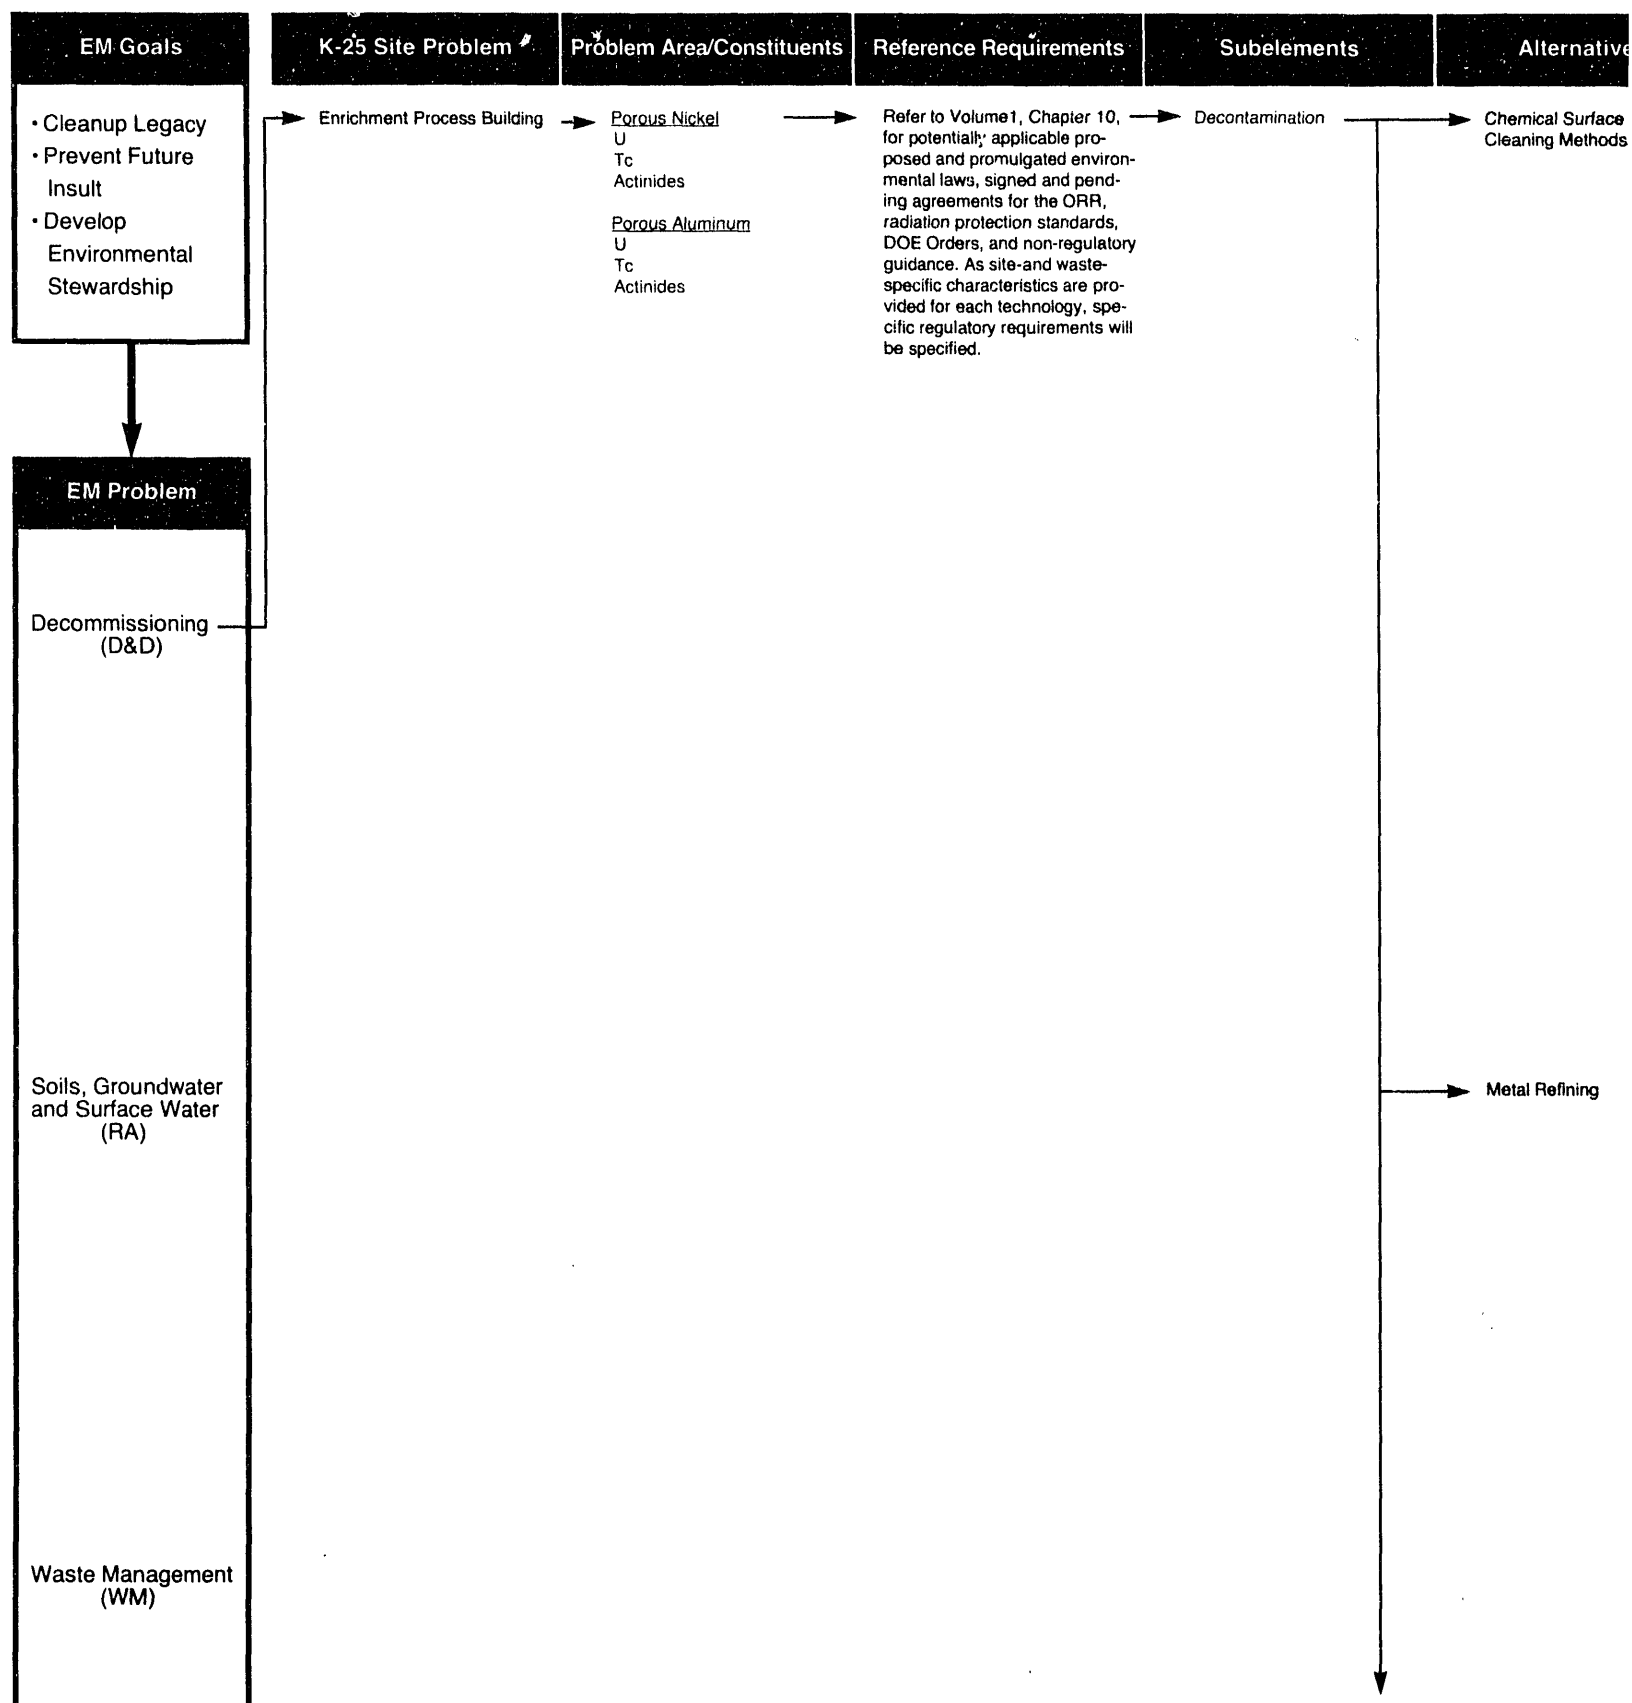 EM Goals
• Cleanup Legacy
• Prevent Future
Insult
• Develop
Environmental
Stewardship
EM Problem
Decommissioning
(D&D)
Soils, Groundwater
and Surface Water
(RA)
Waste Management
(WM)
K-25 Site Problem
Enrichment Process Building
Problem Area/Constituents
Porous Nickel
U
Tc
Actinides
Porous Aluminum
U
Tc
Actinides
Reference Requirements
Refer to Volume1, Chapter 10,
for potentially applicable pro-
posed and promulgated environ-
mental laws, signed and pend-
ing agreements for the ORR,
radiation protection standards,
DOE Orders, and non-regulatory
guidance. As site-and waste-
specific characteristics are pro-
vided for each technology, spe-
cific regulatory requirements will
be specified.
Subelements
Decontamination
Alternative
Chemical Surface
Cleaning Methods
Metal Refining